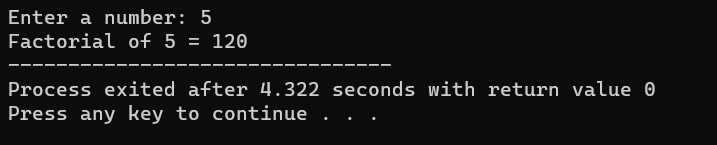 Enter a number: 5
Factorial of 5 = 120
--------------------------------
Process exited after 4.322 seconds with return value 0
Press any key to continue . . .